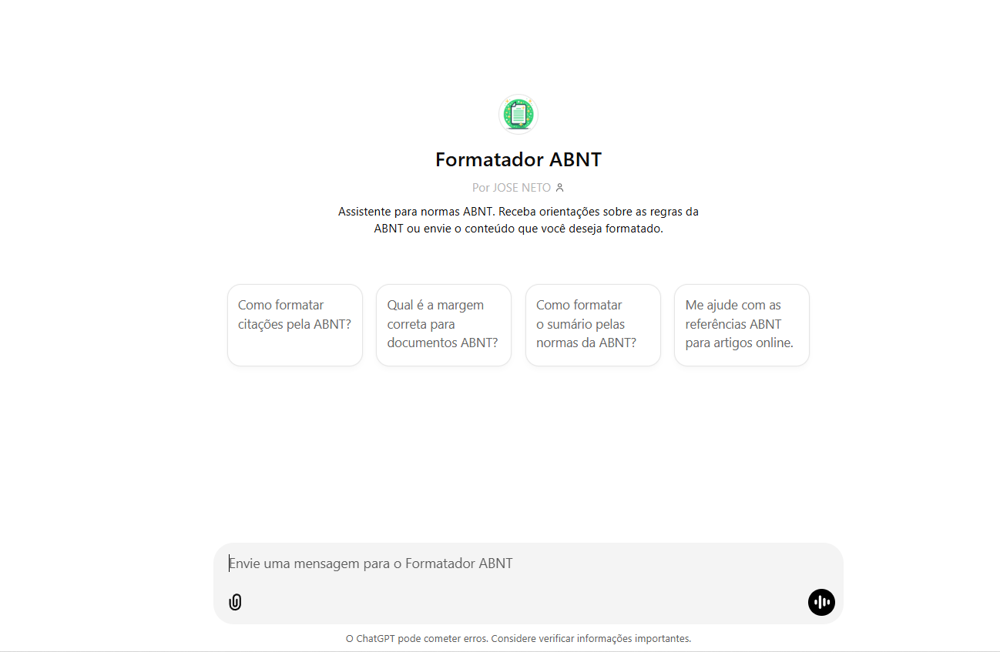 Formatador ABNT
Por JOSE NETO
Assistente para normas ABNT. Receba orientações sobre as regras da
ABNT ou envie o conteúdo que você deseja formatado.
Como formatar
citações pela ABNT?
Qual é a margem
correta para
documentos ABNT?
Como formatar
o sumário pelas
normas da ABNT?
Me ajude com as
referências ABNT
para artigos online.
Envie uma mensagem para o Formatador ABNT
O ChatGPT pode cometer erros. Considere verificar informações importantes.